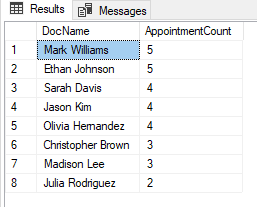 Results Messages
DocName AppointmentCount
1 Mark Williams 5
2 Ethan Johnson 5
3 Sarah Davis 4
4 Jason Kim 4
5 Olivia Hernandez 4
6 Christopher Brown 3
7 Madison Lee 3
8 Julia Rodriguez 2